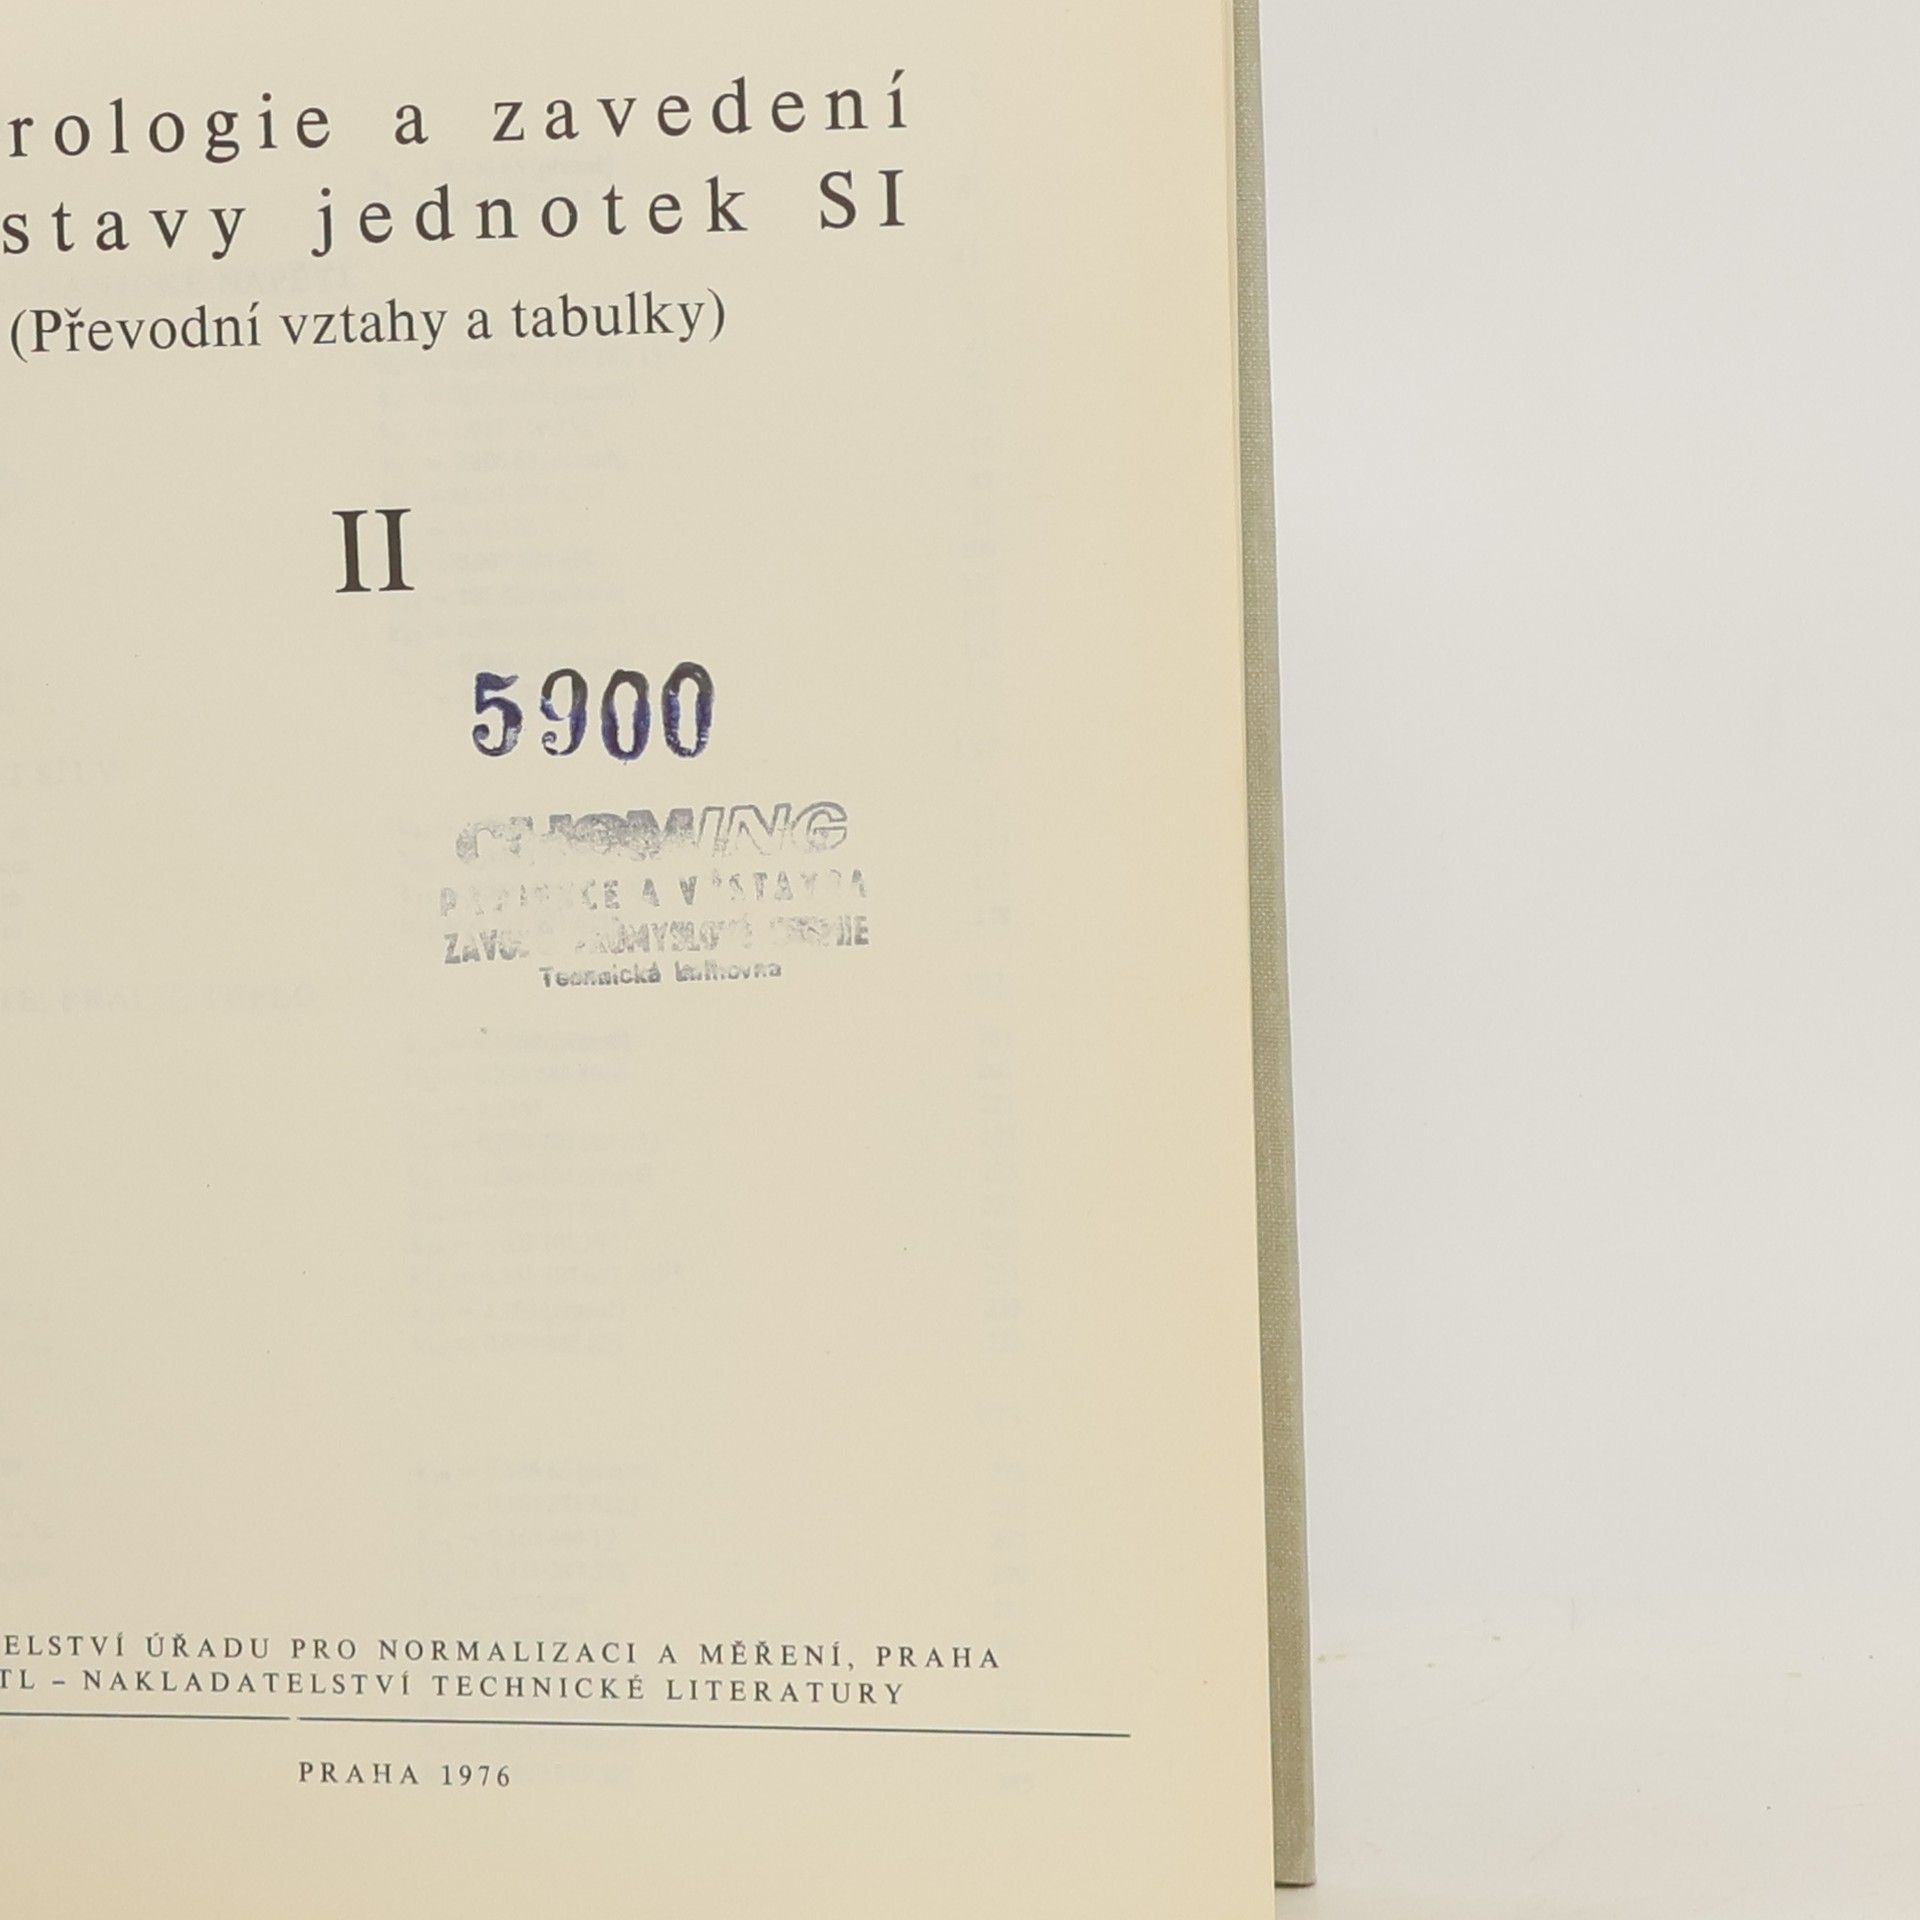 rologie a zavedení
stavy jednotek SI
(Převodní vztahy a tabulky)
II
5900
A
Technická knihovna
ELSTVÍ ÚŘADU PRO NORMALIZACI A MĚŘENÍ, PRAHA
TL – NAKLADATELSTVÍ TECHNICKÉ LITERATURY
PRAHA 1976